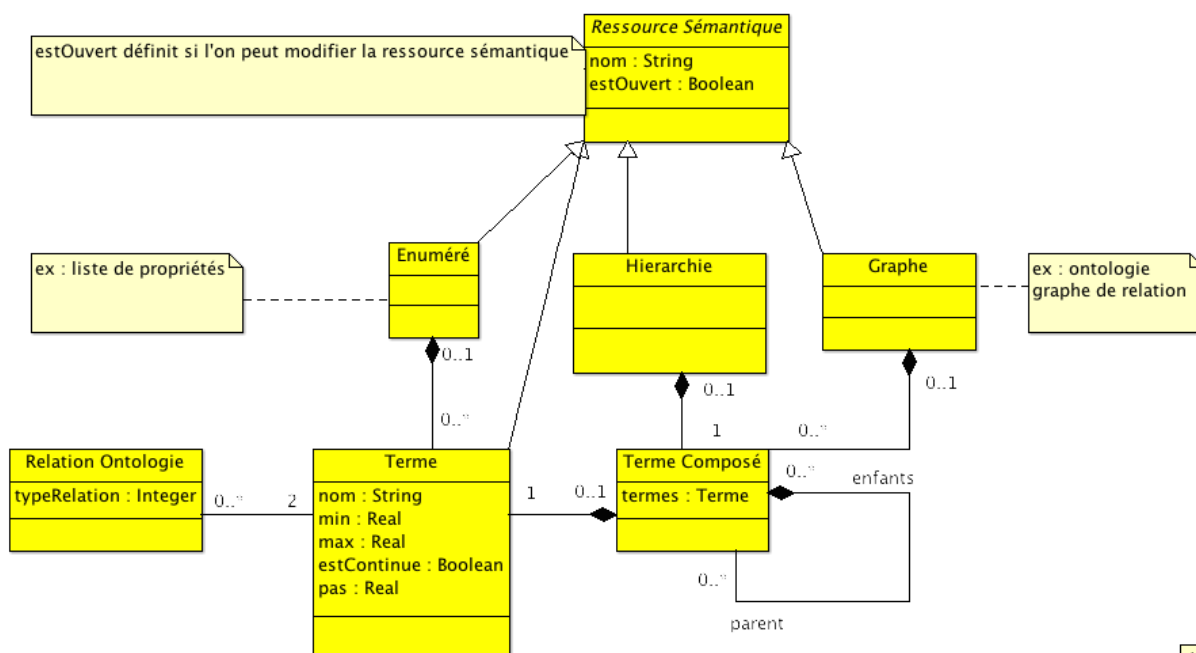 Ressource Sémantique
estOuvert définit si l'on peut modifier la ressource sémantique
nom : String
estOuvert : Boolean
Enuméré
ex : liste de propriétés
Hierarchie
Graphe
ex : ontologie
graphe de relation
0..1
0..1
0..1
0..*
1
0..*
Relation Ontologie
typeRelation : Integer
0..*
2
Terme
nom : String
min : Real
max : Real
estContinue : Boolean
pas : Real
1
0..1
Terme Composé
termes : Terme
0..*
enfants
0..*
parent